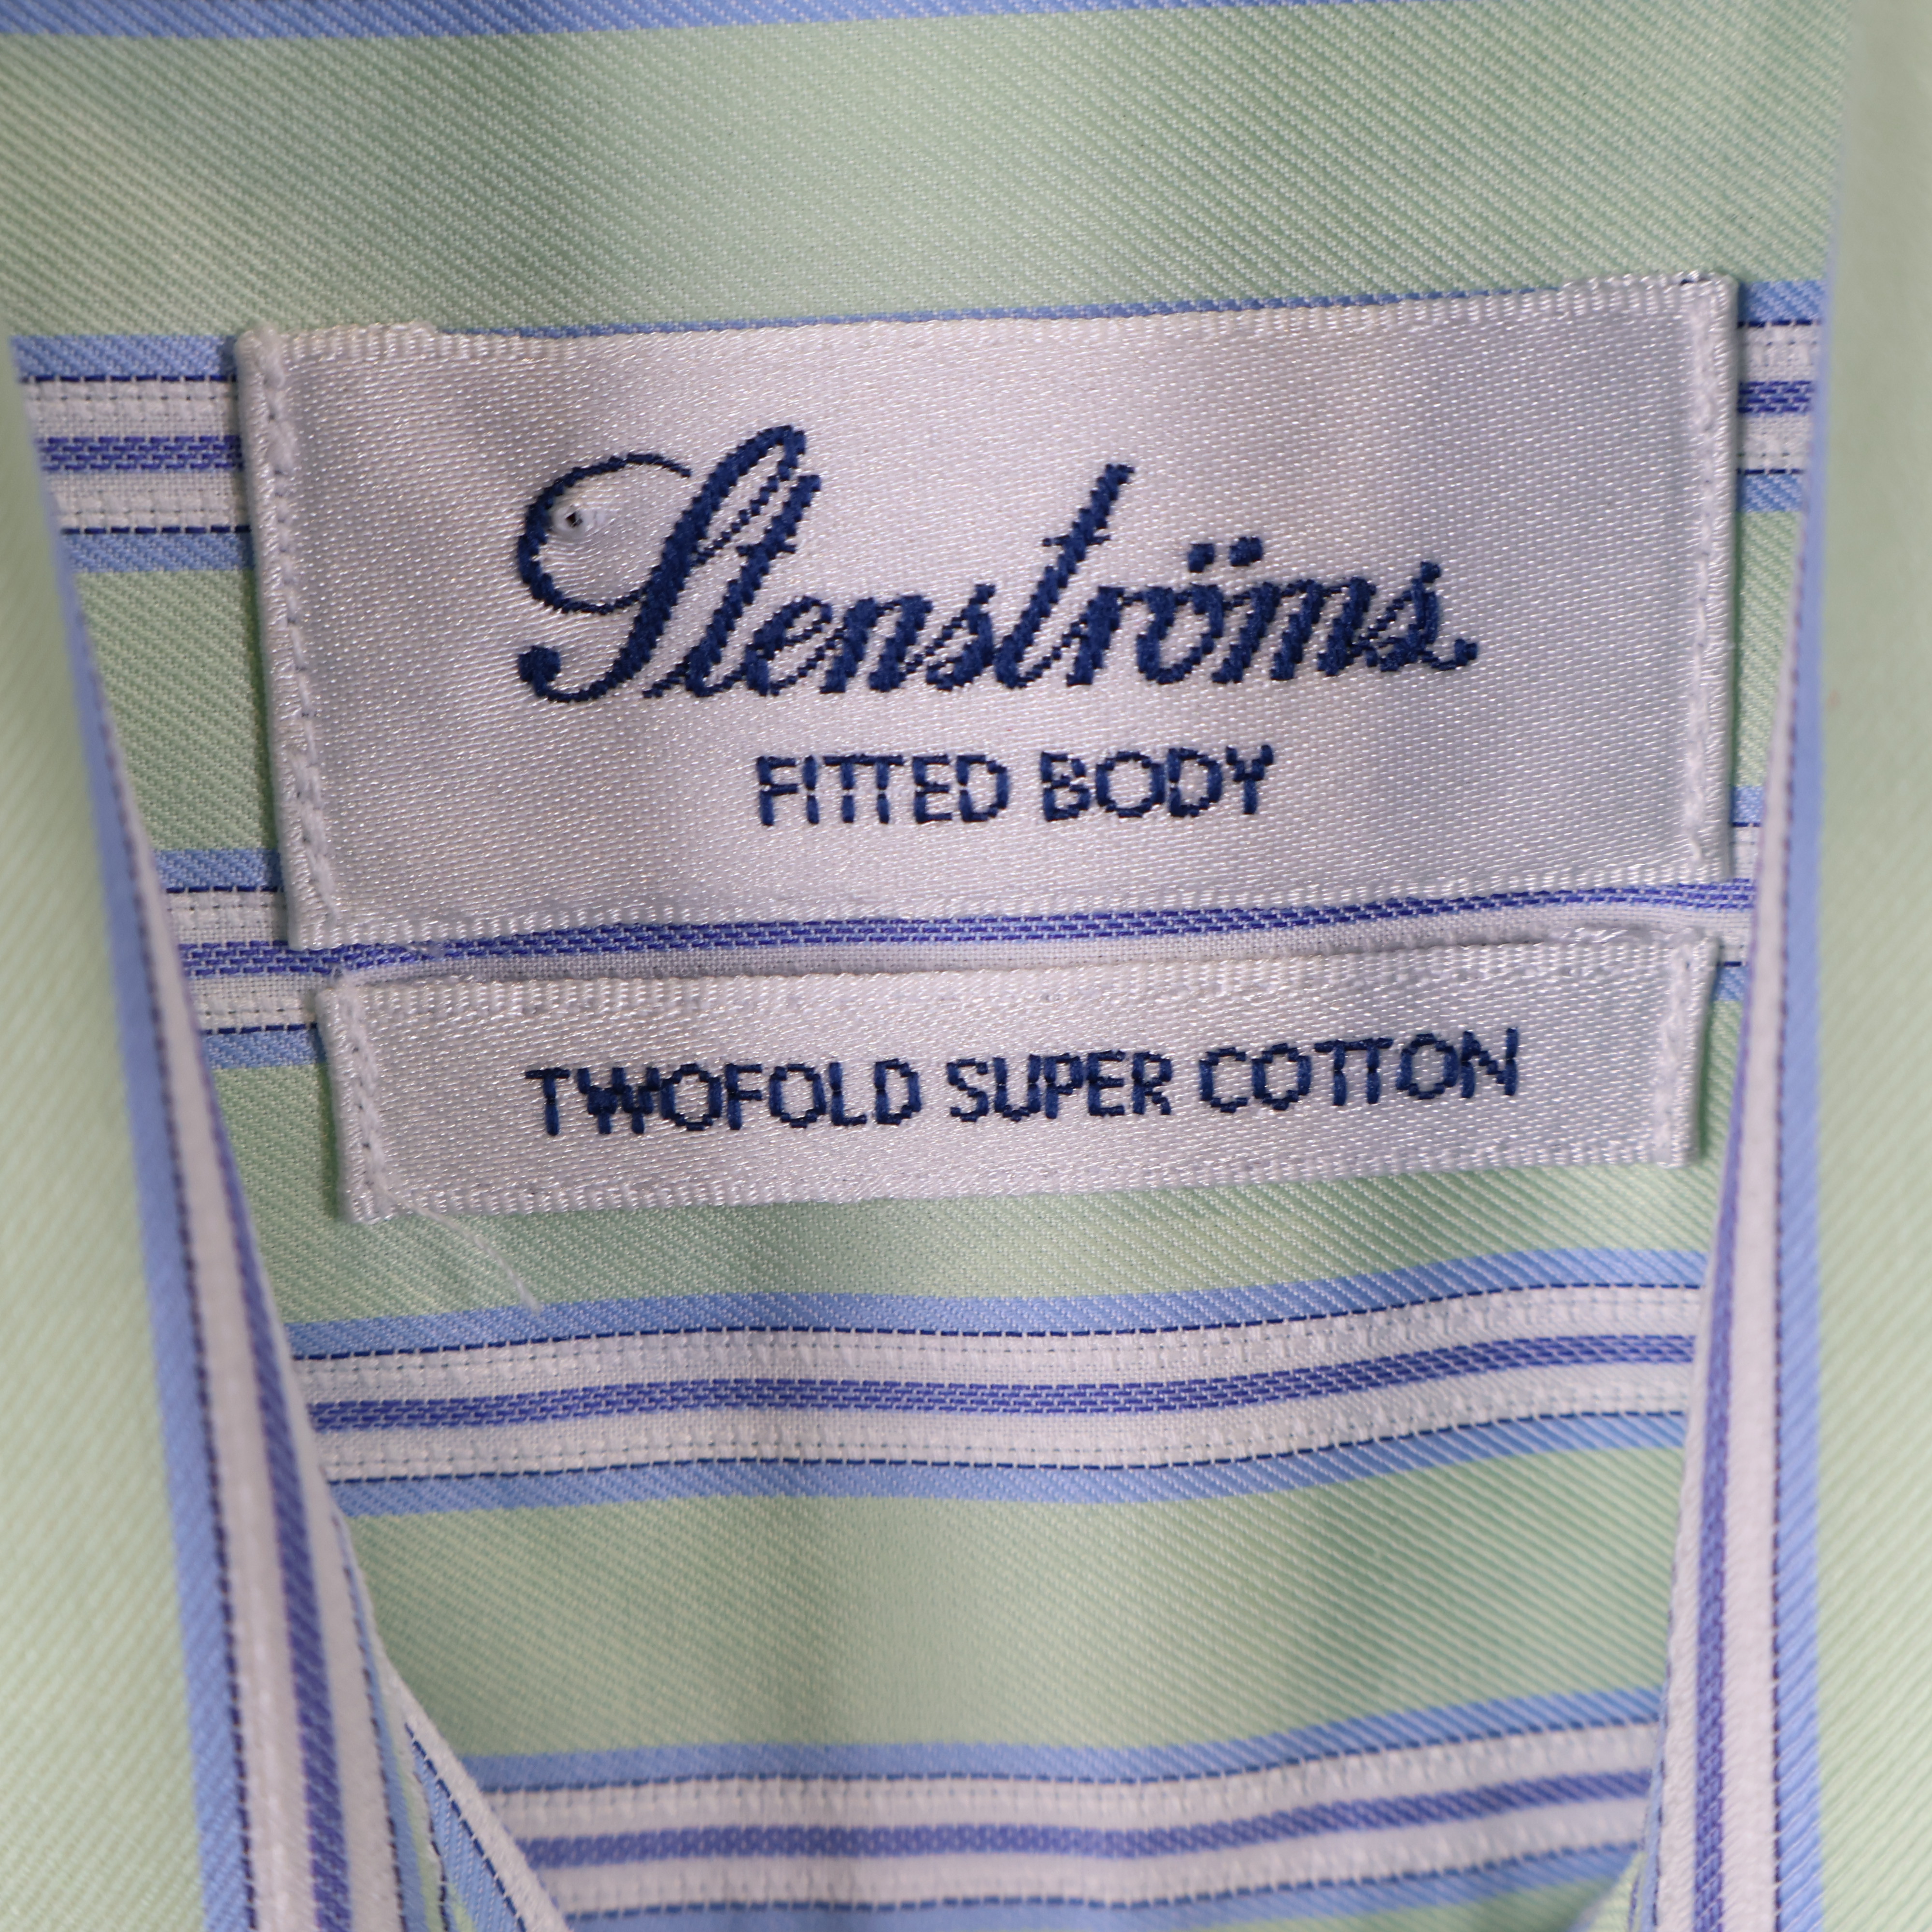 Stenströms
FITTED BODY
TWOFOLD SUPER COTTON